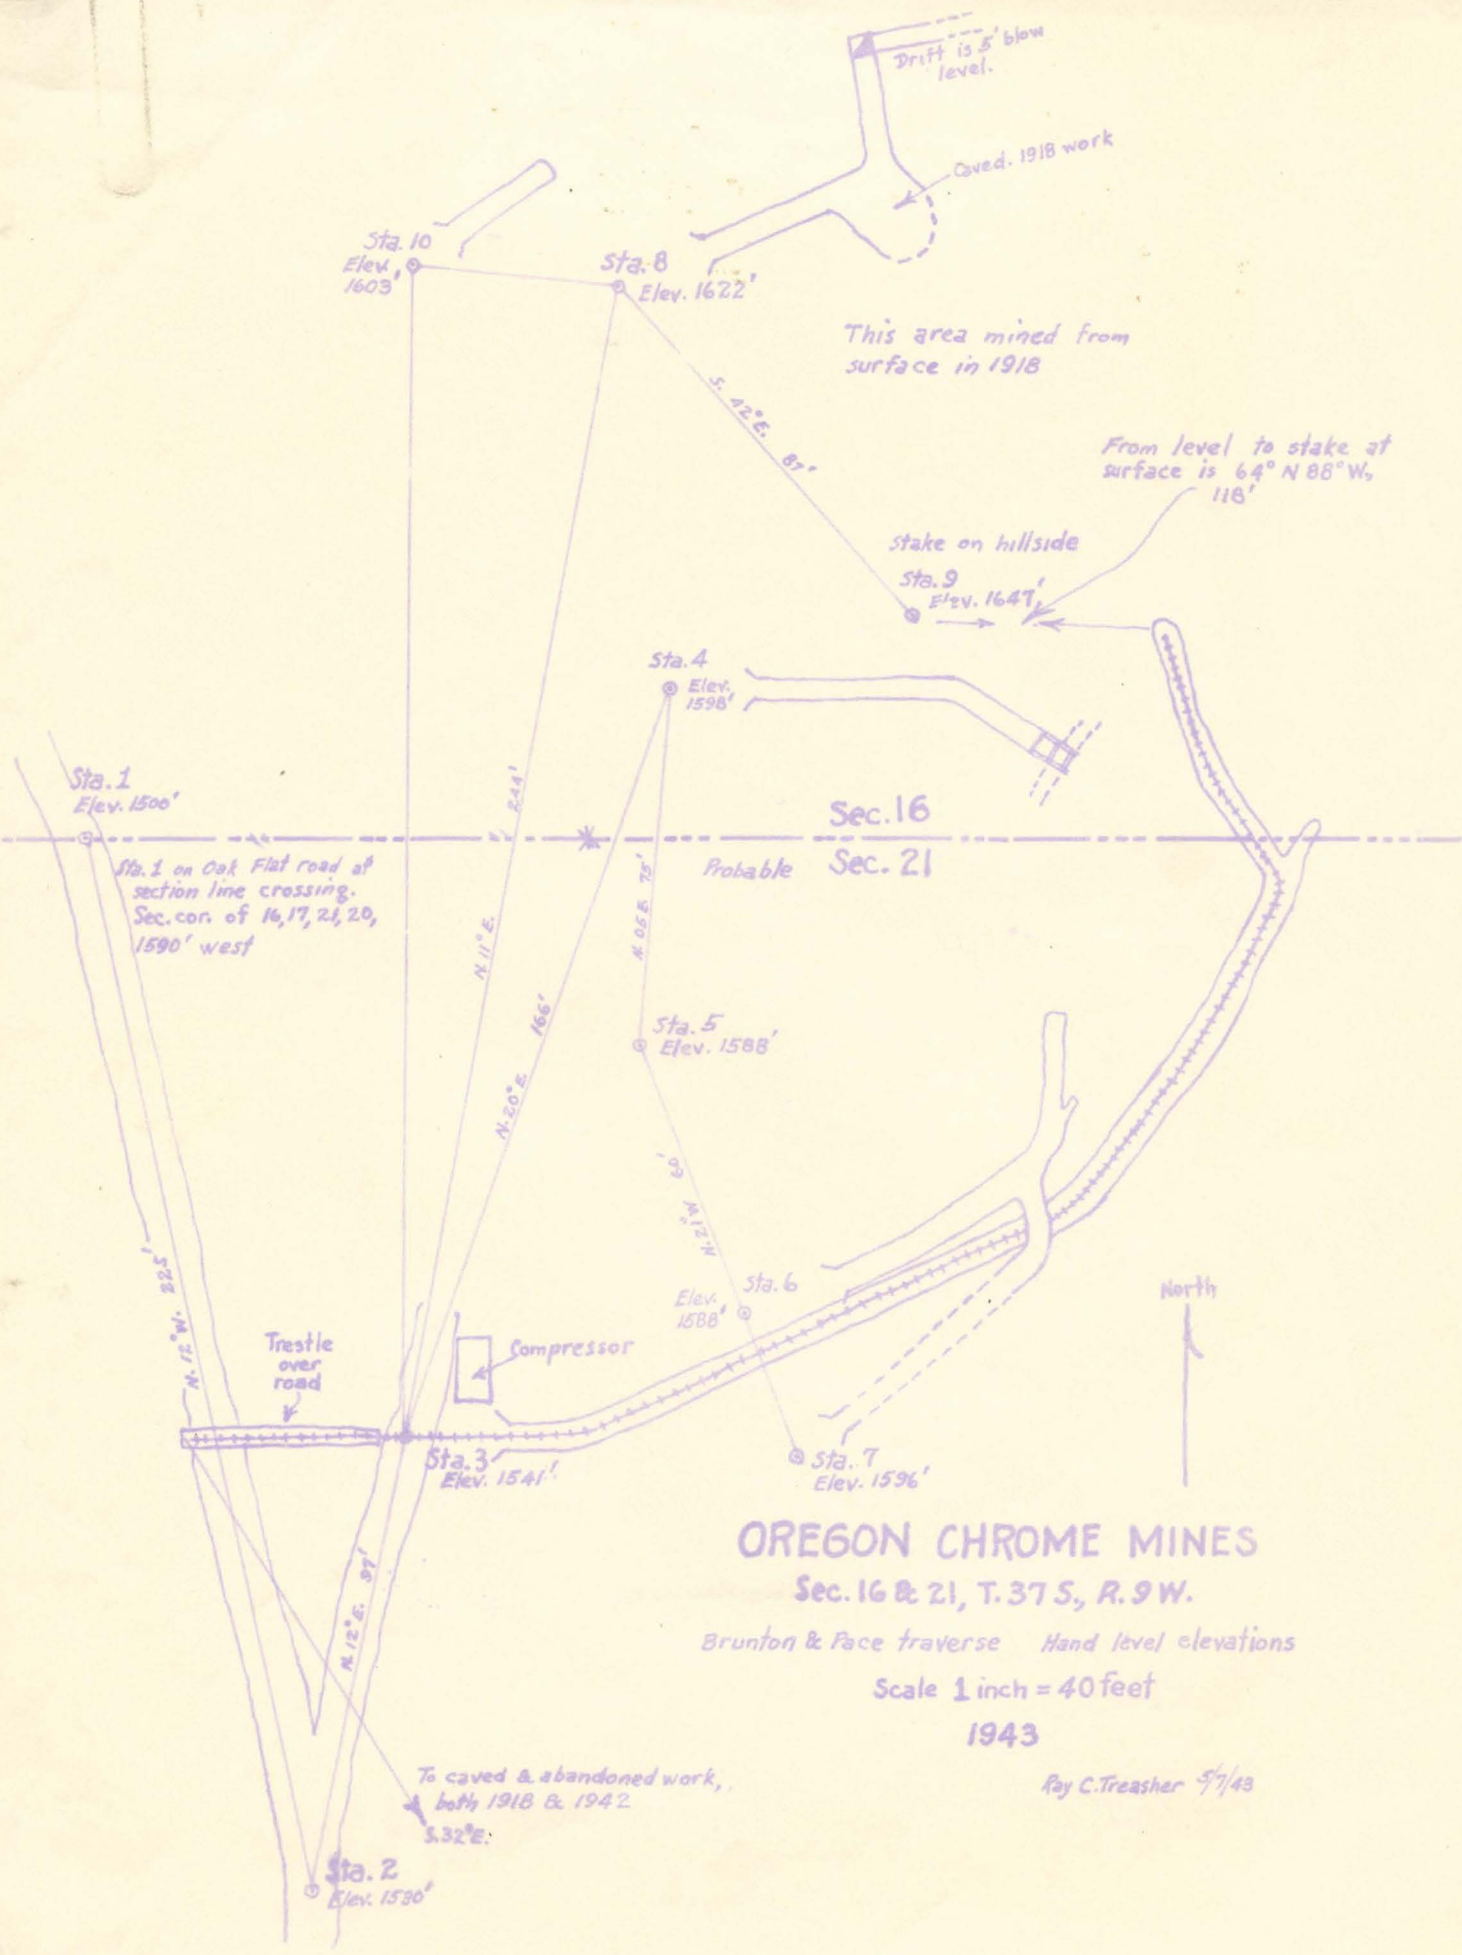 Drift is 5' blow
level.
Caved. 1918 work
Sta. 10
Elev.
1603'
Sta. 8
Elev. 1622'
This area mined from
surface in 1918
S. 42°E. 87'
From level to stake at
surface is 64° N 88° W,
118'
Stake on hillside
Sta. 9
Elev. 1647'
Sta. 4
Elev.
1598'
Sta. 1
Elev. 1500'
Sec. 16
Probable Sec. 21
Sta. 1 on Oak Flat road at
section line crossing.
Sec. cor. of 16, 17, 21, 20,
1590' west
N. 11° E. 244'
N. 05 E. 75'
N. 20° E. 166'
Sta. 5
Elev. 1588'
N. 21° W. 60'
Sta. 6
Elev.
1588'
N. 12° W. 225'
Trestle
over
road
Compressor
North
Sta. 3
Elev. 1541'
Sta. 7
Elev. 1596'
N. 12° E. 97'
OREGON CHROME MINES
Sec. 16 & 21, T. 37 S., R. 9 W.
Brunton & Pace traverse Hand level elevations
Scale 1 inch = 40 feet
1943
Ray C. Treasher 5/7/43
To caved & abandoned work,
both 1918 & 1942
S. 32° E.
Sta. 2
Elev.